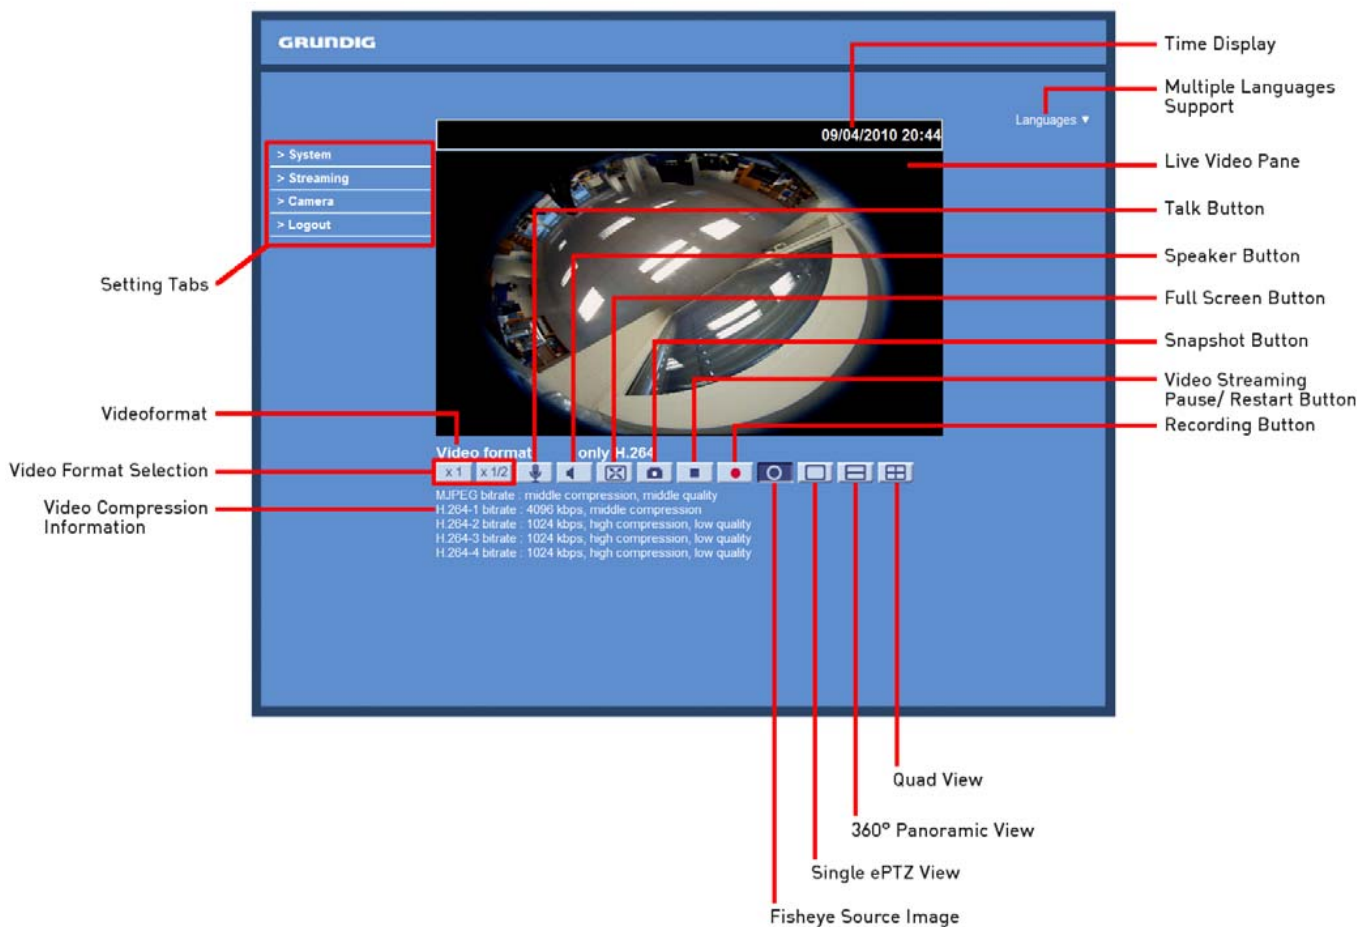 GRUNDIG
Time Display
Multiple Languages
Support
Languages ▼
09/04/2010 20:44
> System
> Streaming
> Camera
> Logout
Live Video Pane
Talk Button
Speaker Button
Setting Tabs
Full Screen Button
Snapshot Button
Video Streaming
Pause/ Restart Button
Recording Button
Videoformat
Video format only H.264
Video Format Selection
x 1 x 1/2
Video Compression
Information
MJPEG bitrate : middle compression, middle quality
H.264-1 bitrate : 4096 kbps, middle compression
H.264-2 bitrate : 1024 kbps, high compression, low quality
H.264-3 bitrate : 1024 kbps, high compression, low quality
H.264-4 bitrate : 1024 kbps, high compression, low quality
Quad View
360° Panoramic View
Single ePTZ View
Fisheye Source Image